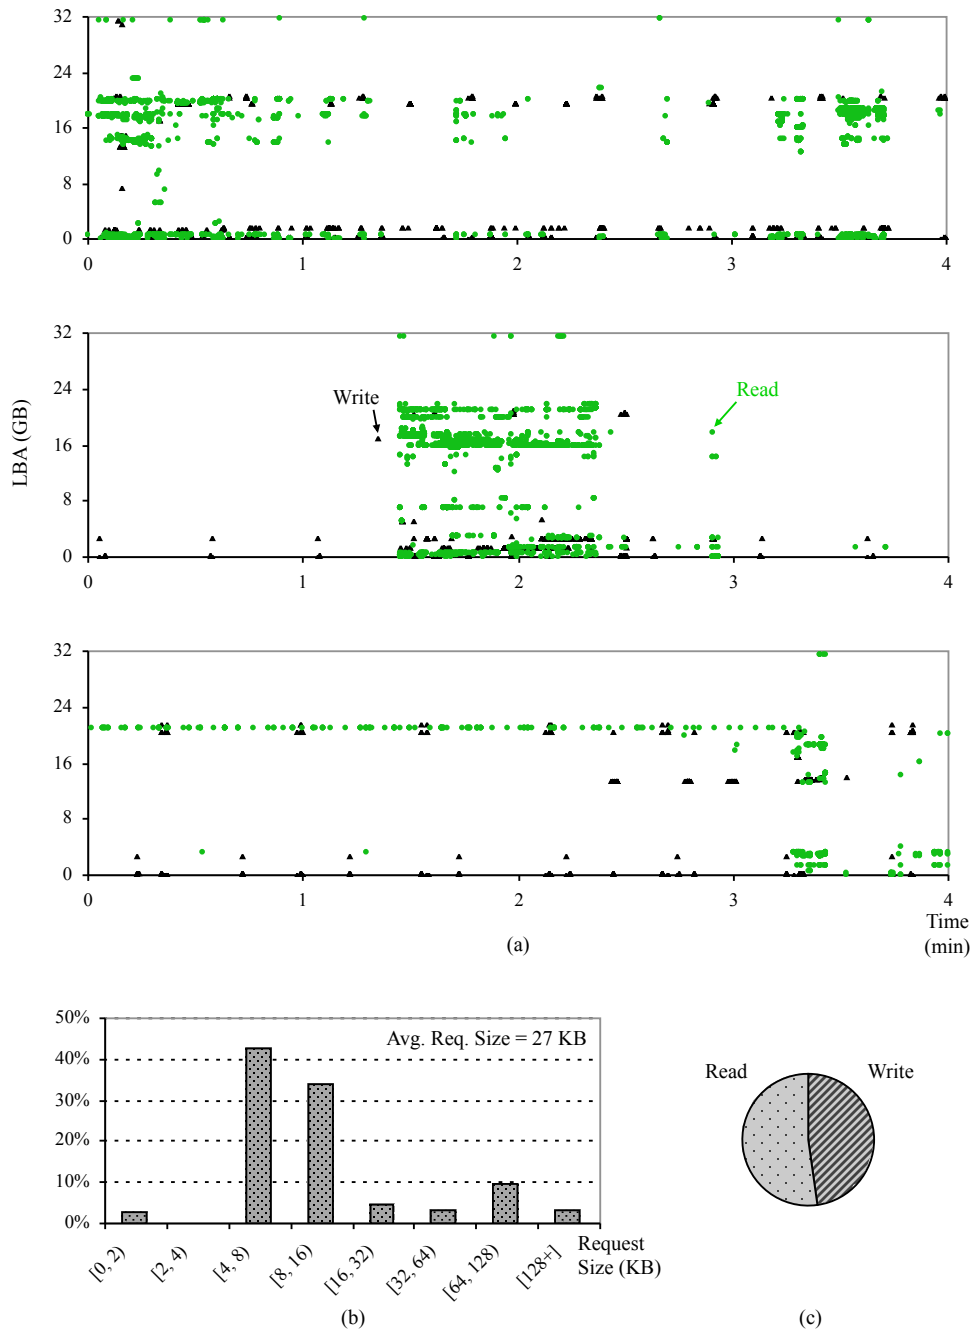 32
24
16
8
0
0 1 2 3 4
32
24
16
8
0
Write
Read
LBA (GB)
0 1 2 3 4
32
24
16
8
0
0 1 2 3 4
Time
(min)
(a)
50%
40%
30%
20%
10%
0%
Avg. Req. Size = 27 KB
[0, 2) [2, 4) [4, 8) [8, 16) [16, 32) [32, 64) [64, 128) [128+]
Request
Size (KB)
(b)
Read
Write
(c)